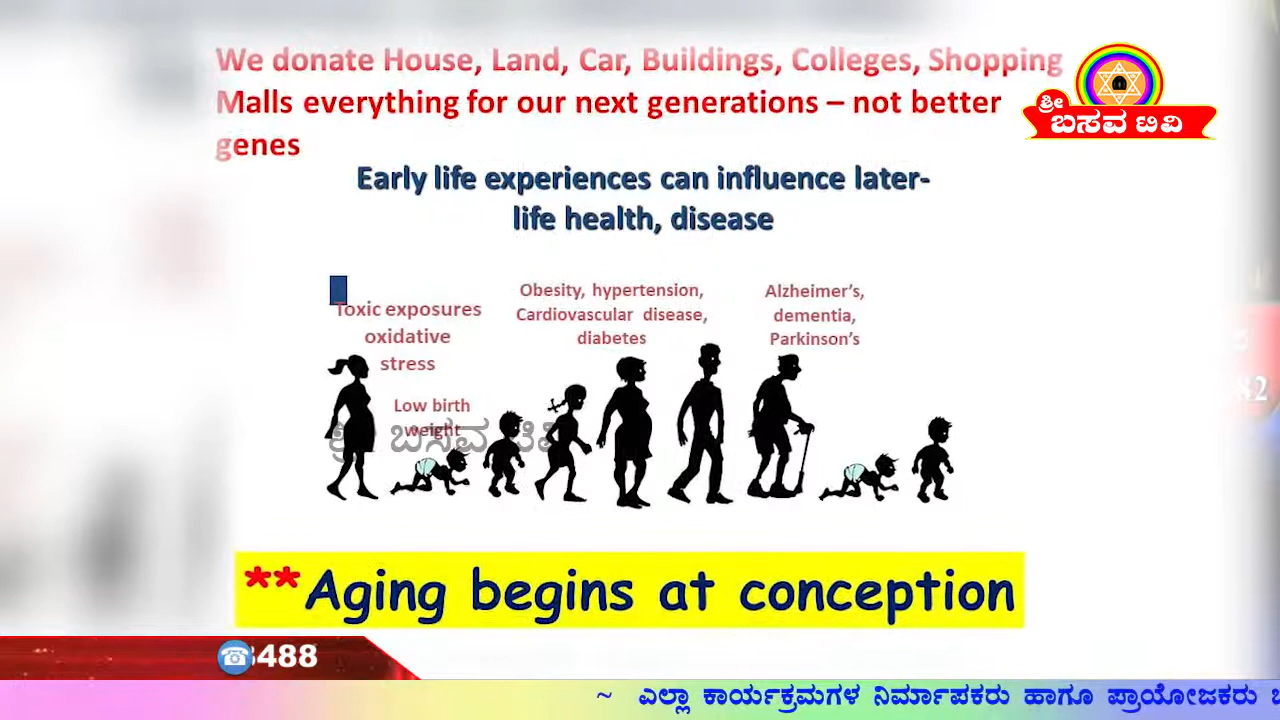 We donate House, Land, Car, Buildings, Colleges, Shopping
Malls everything for our next generations – not better
genes
ಶ್ರೀ
ಬಸವ ಟಿವಿ
Early life experiences can influence later-
life health, disease
Toxic exposures
oxidative
stress
Obesity, hypertension,
Cardiovascular disease,
diabetes
Alzheimer's,
dementia,
Parkinson's
Low birth
weight
ಶ್ರೀ ಬಸವ ಟಿವಿ
**Aging begins at conception
488
~ ಎಲ್ಲಾ ಕಾರ್ಯಕ್ರಮಗಳ ನಿರ್ಮಾಪಕರು ಹಾಗೂ ಪ್ರಾಯೋಜಕರು